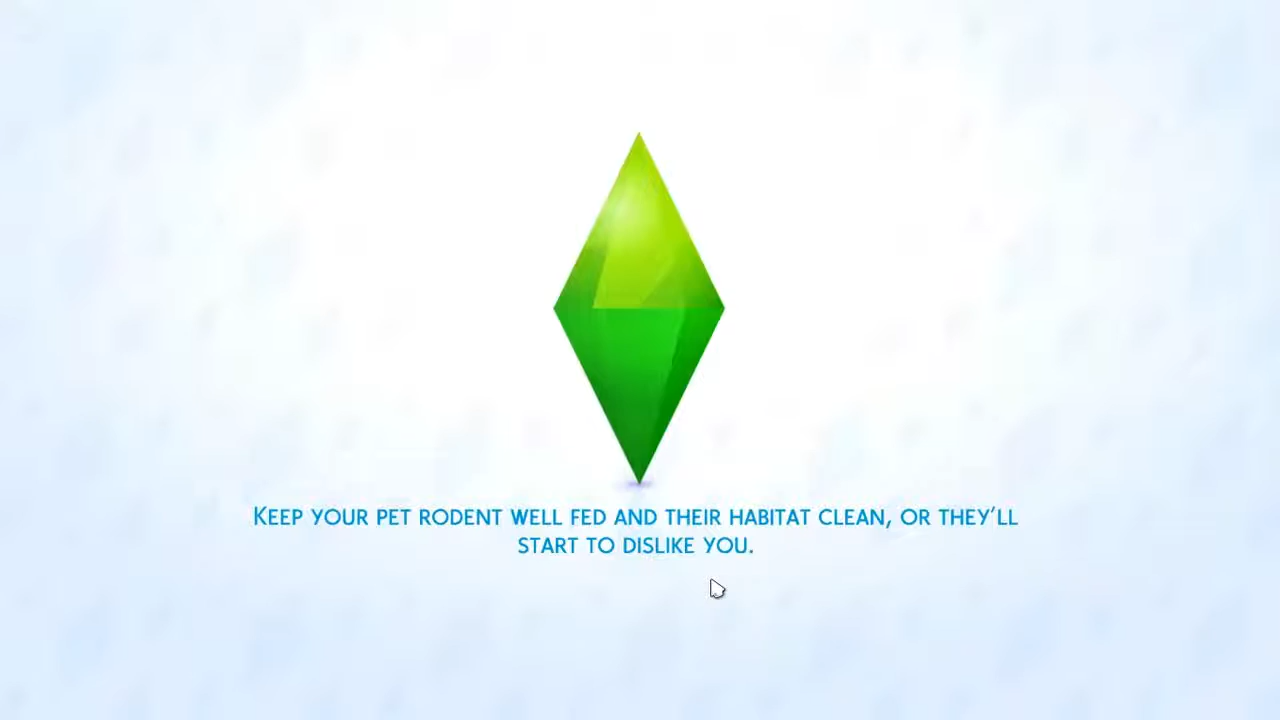 Keep your pet rodent well fed and their habitat clean, or they'll
start to dislike you.